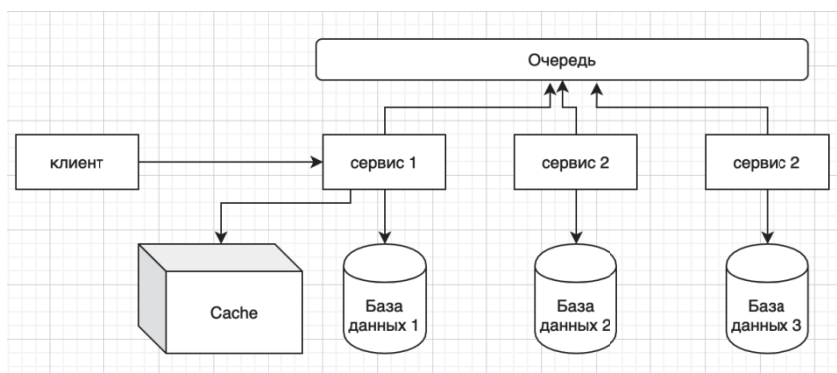 Очередь
клиент
сервис 1
сервис 2
сервис 2
Cache
База
данных 1
База
данных 2
База
данных 3